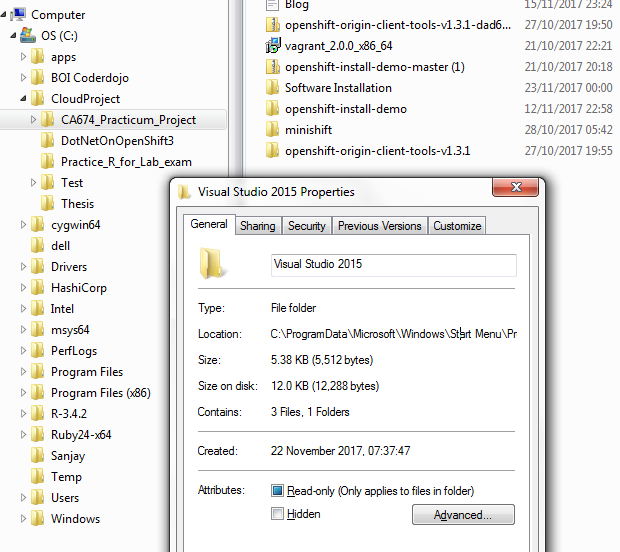 Computer
OS (C:)
apps
BOI Coderdojo
CloudProject
CA674_Practicum_Project
DotNetOnOpenShift3
Practice_R_for_Lab_exam
Test
Thesis
cygwin64
dell
Drivers
HashiCorp
Intel
msys64
PerfLogs
Program Files
Program Files (x86)
R-3.4.2
Ruby24-x64
Sanjay
Temp
Users
Windows
Blog 15/11/2017 23:00
openshift-origin-client-tools-v1.3.1-dad6... 27/10/2017 19:50
vagrant_2.0.0_x86_64 21/10/2017 22:21
openshift-install-demo-master (1) 21/10/2017 20:18
Software Installation 23/11/2017 00:00
openshift-install-demo 12/11/2017 22:58
minishift 28/10/2017 05:42
openshift-origin-client-tools-v1.3.1 27/10/2017 19:55
Visual Studio 2015 Properties
General Sharing Security Previous Versions Customize
Visual Studio 2015
Type: File folder
Location: C:\ProgramData\Microsoft\Windows\Start Menu\Pr
Size: 5.38 KB (5,512 bytes)
Size on disk: 12.0 KB (12,288 bytes)
Contains: 3 Files, 1 Folders
Created: 22 November 2017, 07:37:47
Attributes: Read-only (Only applies to files in folder)
Hidden
Advanced...